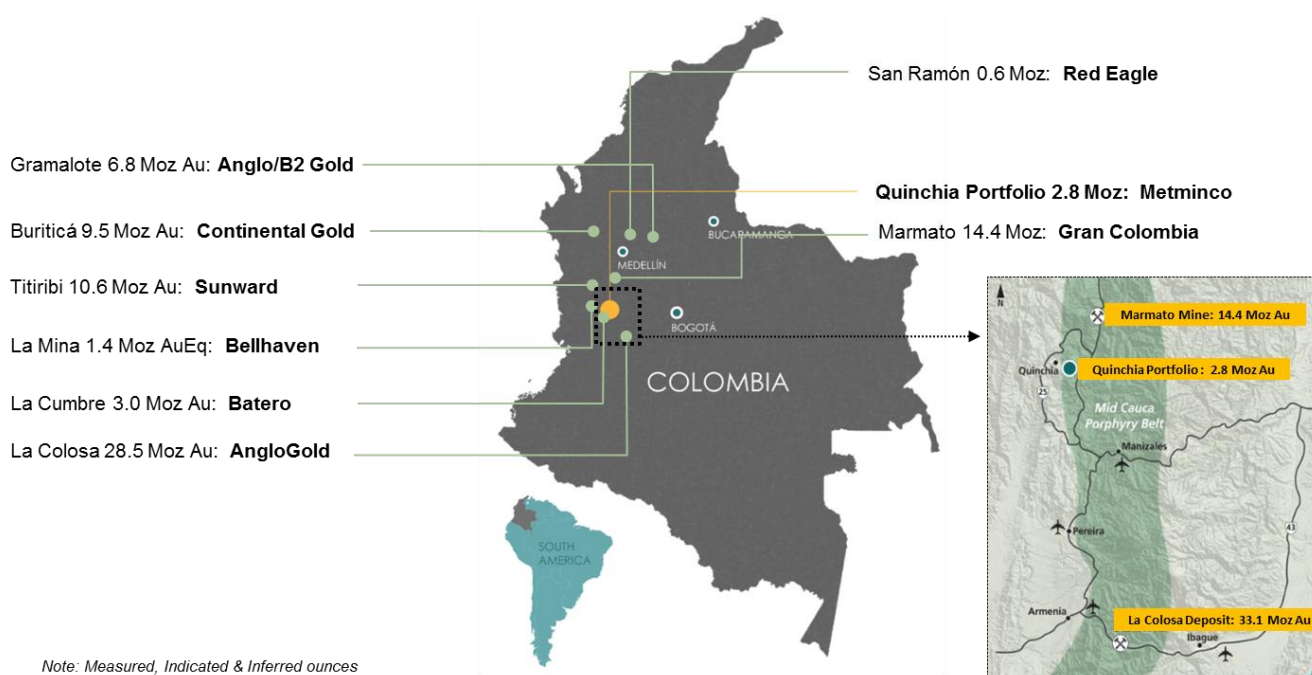 San Ramón 0.6 Moz: Red Eagle
Gramalote 6.8 Moz Au: Anglo/B2 Gold
Quinchia Portfolio 2.8 Moz: Metminco
Buriticá 9.5 Moz Au: Continental Gold
Marmato 14.4 Moz: Gran Colombia
Titiribi 10.6 Moz Au: Sunward
La Mina 1.4 Moz AuEq: Bellhaven
La Cumbre 3.0 Moz Au: Batero
La Colosa 28.5 Moz Au: AngloGold
BUCARAMANGA
MEDELLÍN
BOGOTÁ
COLOMBIA
SOUTH
AMERICA
N
Marmato Mine: 14.4 Moz Au
Quinchia
Quinchia Portfolio : 2.8 Moz Au
25
Mid Cauca
Porphyry Belt
Manizales
43
Pereira
Armenia
La Colosa Deposit: 33.1 Moz Au
Ibague
Note: Measured, Indicated & Inferred ounces